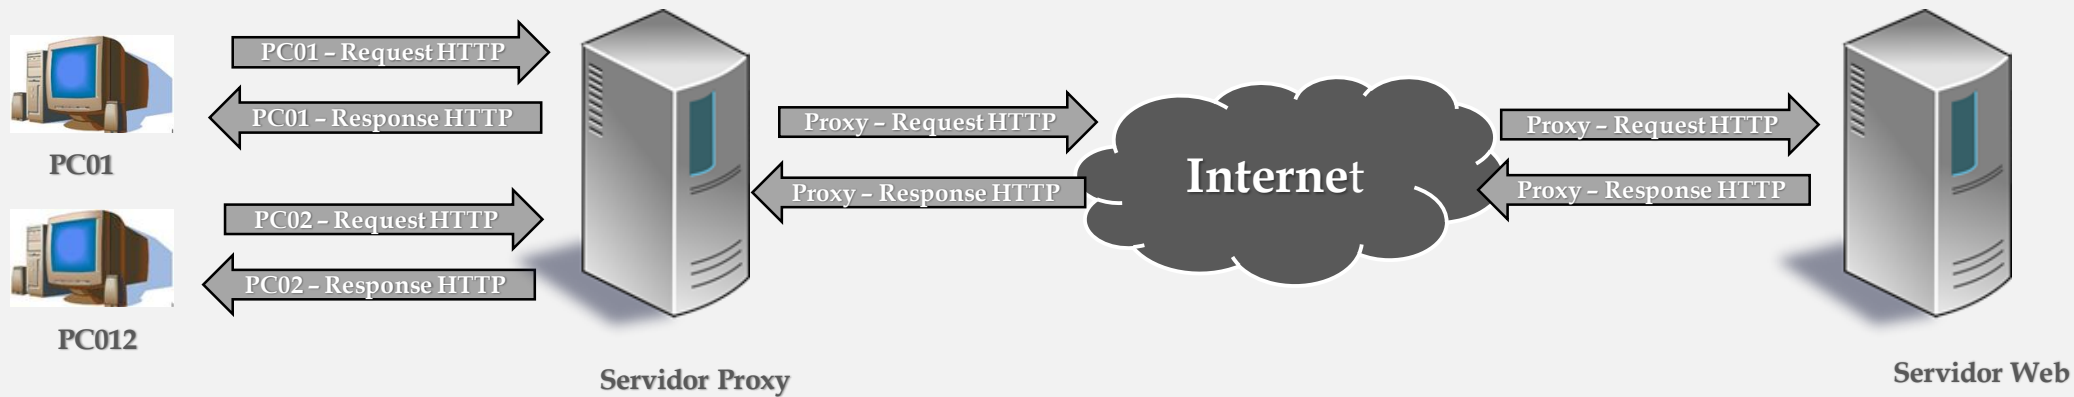 PC01 – Request HTTP
PC01 – Response HTTP
PC01
PC02 – Request HTTP
PC02 – Response HTTP
PC012
Servidor Proxy
Proxy – Request HTTP
Proxy – Response HTTP
Internet
Proxy – Request HTTP
Proxy – Response HTTP
Servidor Web